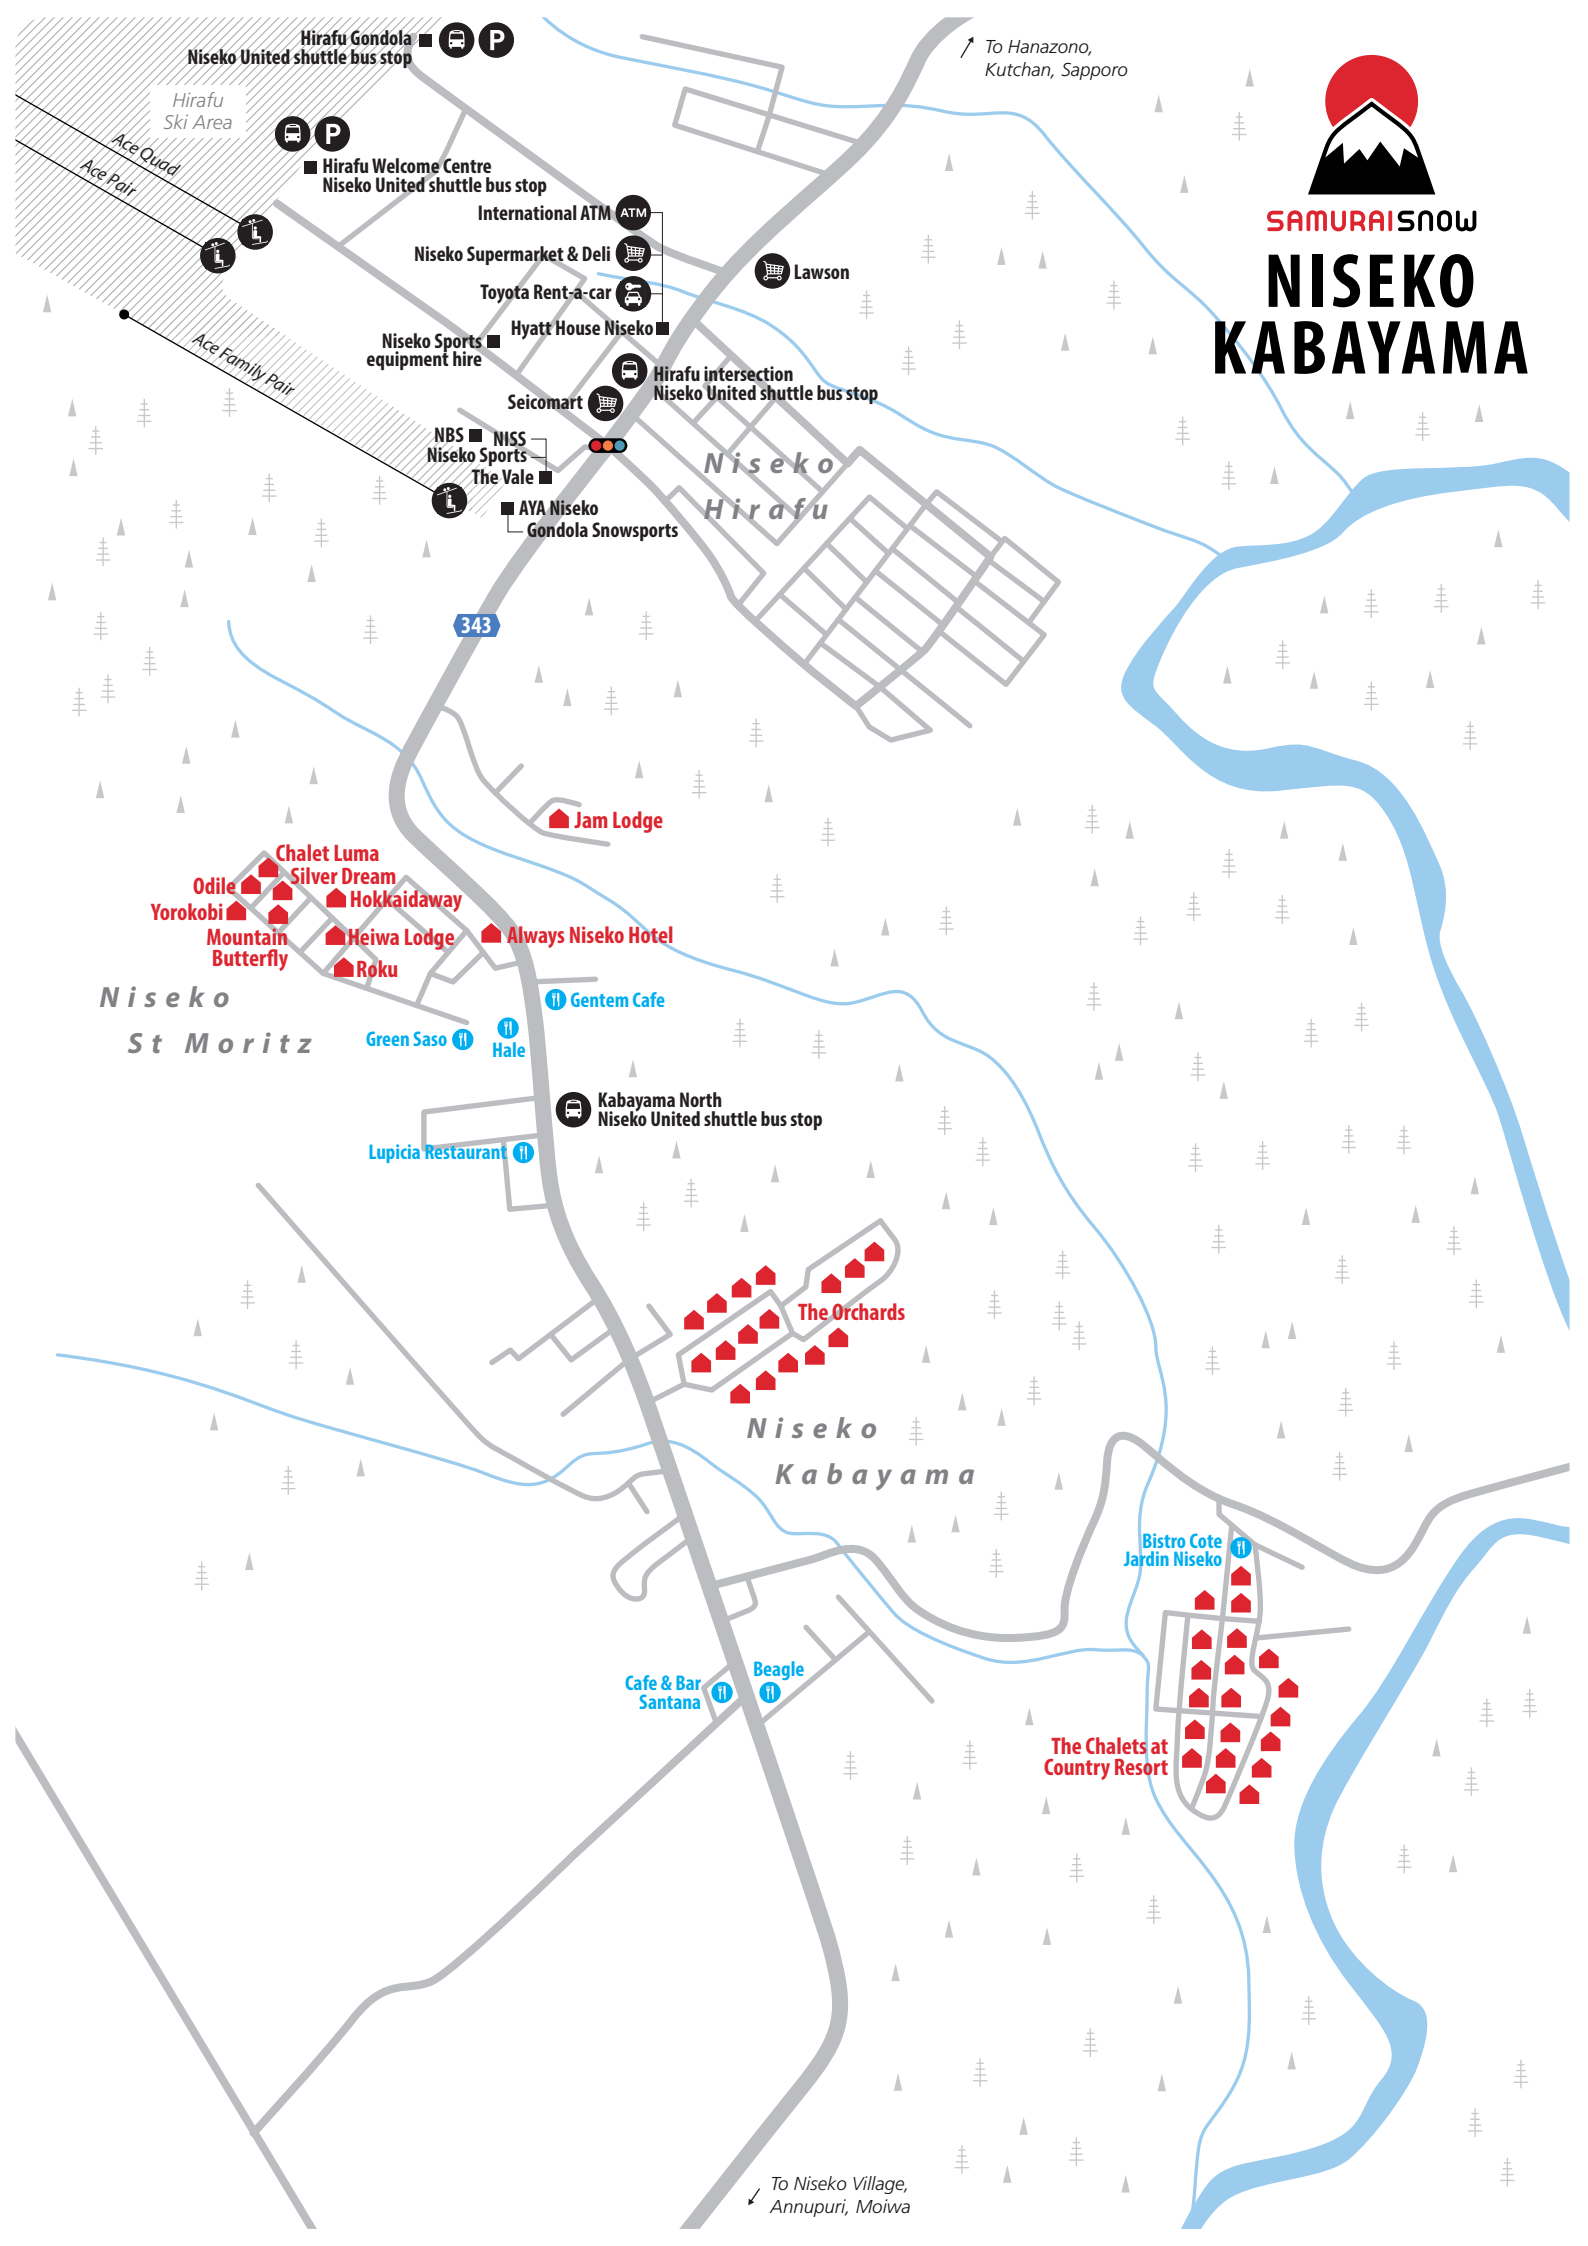 Hirafu Gondola
Niseko United shuttle bus stop
P
To Hanazono,
Kutchan, Sapporo
Hirafu
Ski Area
Ace Quad
Ace Pair
P
Hirafu Welcome Centre
Niseko United shuttle bus stop
International ATM
ATM
Niseko Supermarket & Deli
Toyota Rent-a-car
Hyatt House Niseko
Lawson
SAMURAISNOW
NISEKO
KABAYAMA
Niseko Sports
equipment hire
Ace Family Pair
Hirafu intersection
Niseko United shuttle bus stop
Seicomart
NBS
NISS
Niseko Sports
The Vale
AYA Niseko
Gondola Snowsports
Niseko
Hirafu
343
Jam Lodge
Chalet Luma
Silver Dream
Odile
Hokkaidaway
Yorokobi
Mountain
Butterfly
Heiwa Lodge
Roku
Always Niseko Hotel
Niseko
St Moritz
Gentem Cafe
Green Saso
Hale
Kabayama North
Niseko United shuttle bus stop
Lupicia Restaurant
The Orchards
Niseko
Kabayama
Bistro Cote
Jardin Niseko
Cafe & Bar
Santana
Beagle
The Chalets at
Country Resort
To Niseko Village,
Annupuri, Moiwa